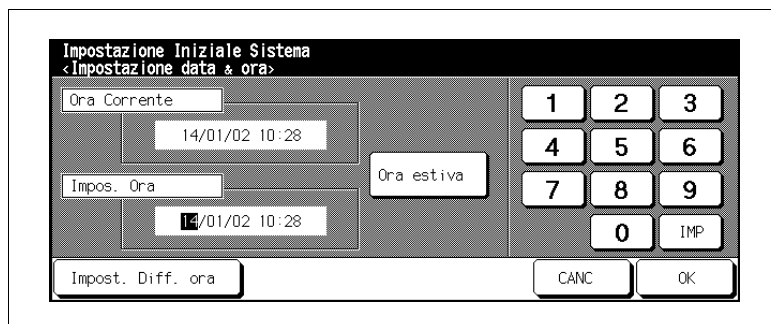 Impostazione Iniziale Sistema
<Impostazione data & ora>
Ora Corrente
14/01/02 10:28
Impos. Ora
14/01/02 10:28
Ora estiva
1 2 3
4 5 6
7 8 9
0 IMP
Impost. Diff. ora
CANC OK